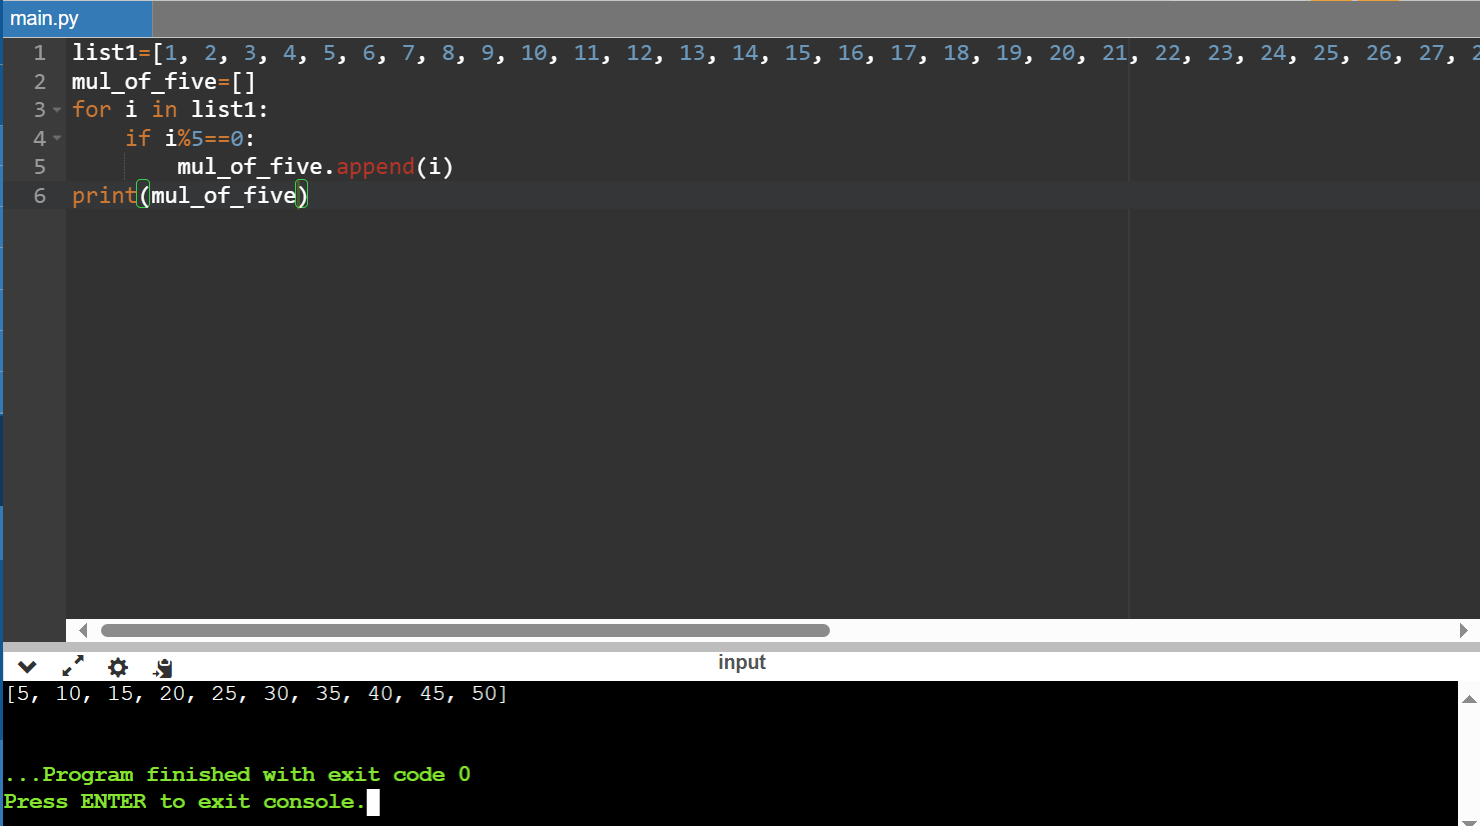 main.py
1 list1=[1, 2, 3, 4, 5, 6, 7, 8, 9, 10, 11, 12, 13, 14, 15, 16, 17, 18, 19, 20, 21, 22, 23, 24, 25, 26, 27,
2 mul_of_five=[]
3 for i in list1:
4     if i%5==0:
5         mul_of_five.append(i)
6 print(mul_of_five)
input
[5, 10, 15, 20, 25, 30, 35, 40, 45, 50]
...Program finished with exit code 0
Press ENTER to exit console.